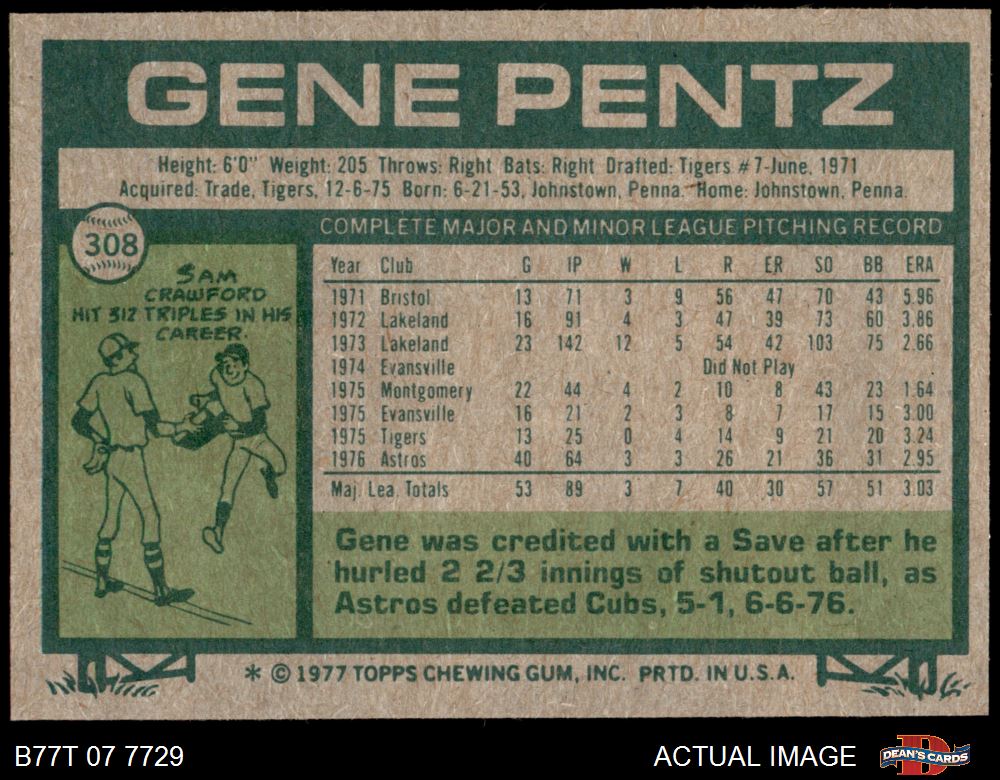 GENE PENTZ
Height: 6'0" Weight: 205 Throws: Right Bats: Right Drafted: Tigers #7-June, 1971
Acquired: Trade, Tigers, 12-6-75 Born: 6-21-53, Johnstown, Penna. Home: Johnstown, Penna.
308
SAM
CRAWFORD
HIT 312 TRIPLES IN HIS
CAREER.
COMPLETE MAJOR AND MINOR LEAGUE PITCHING RECORD
Year Club G IP W L R ER SO BB ERA
1971 Bristol 13 71 3 9 56 47 70 43 5.96
1972 Lakeland 16 91 4 3 47 39 73 60 3.86
1973 Lakeland 23 142 12 5 54 42 103 75 2.66
1974 Evansville Did Not Play
1975 Montgomery 22 44 4 2 10 8 43 23 1.64
1975 Evansville 16 21 2 3 8 7 17 15 3.00
1975 Tigers 13 25 0 4 14 9 21 20 3.24
1976 Astros 40 64 3 3 26 21 36 31 2.95
Maj. Lea. Totals 53 89 3 7 40 30 57 51 3.03
Gene was credited with a Save after he
hurled 2 2/3 innings of shutout ball, as
Astros defeated Cubs, 5-1, 6-6-76.
* © 1977 TOPPS CHEWING GUM, INC. PRTD. IN U.S.A.
B77T 07 7729
ACTUAL IMAGE
D
DEAN'S CARDS